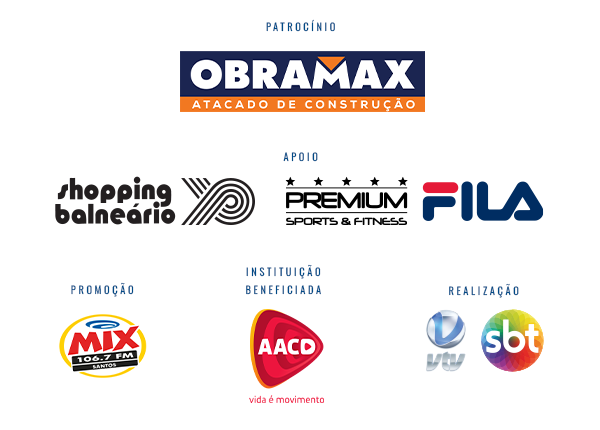 PATROCÍNIO
OBRAMAX
ATACADO DE CONSTRUÇÃO
APOIO
shopping
balneário
PREMIUM
SPORTS & FITNESS
FILA
PROMOÇÃO
MIX
106.7 FM
SANTOS
INSTITUIÇÃO
BENEFICIADA
AACD
vida é movimento
REALIZAÇÃO
vtv
sbt